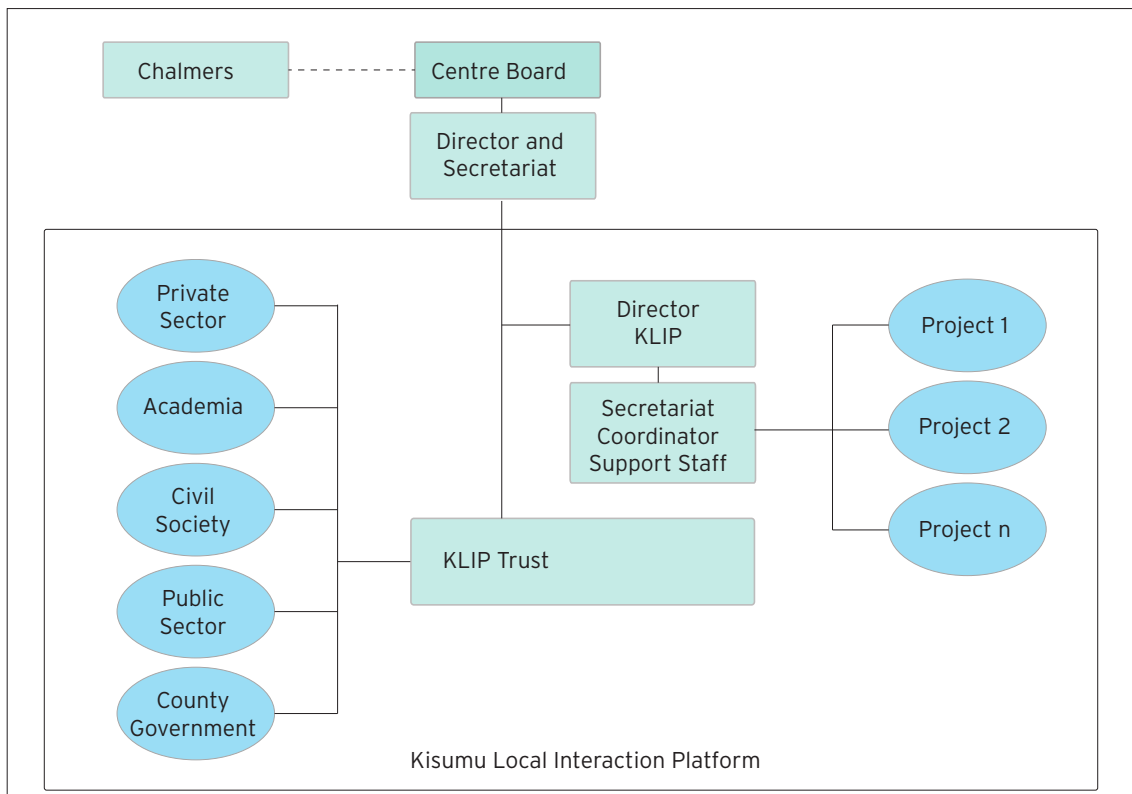 Chalmers
Centre Board
Director and
Secretariat
Private
Sector
Academia
Civil
Society
Public
Sector
County
Government
Director
KLIP
Secretariat
Coordinator
Support Staff
KLIP Trust
Project 1
Project 2
Project n
Kisumu Local Interaction Platform